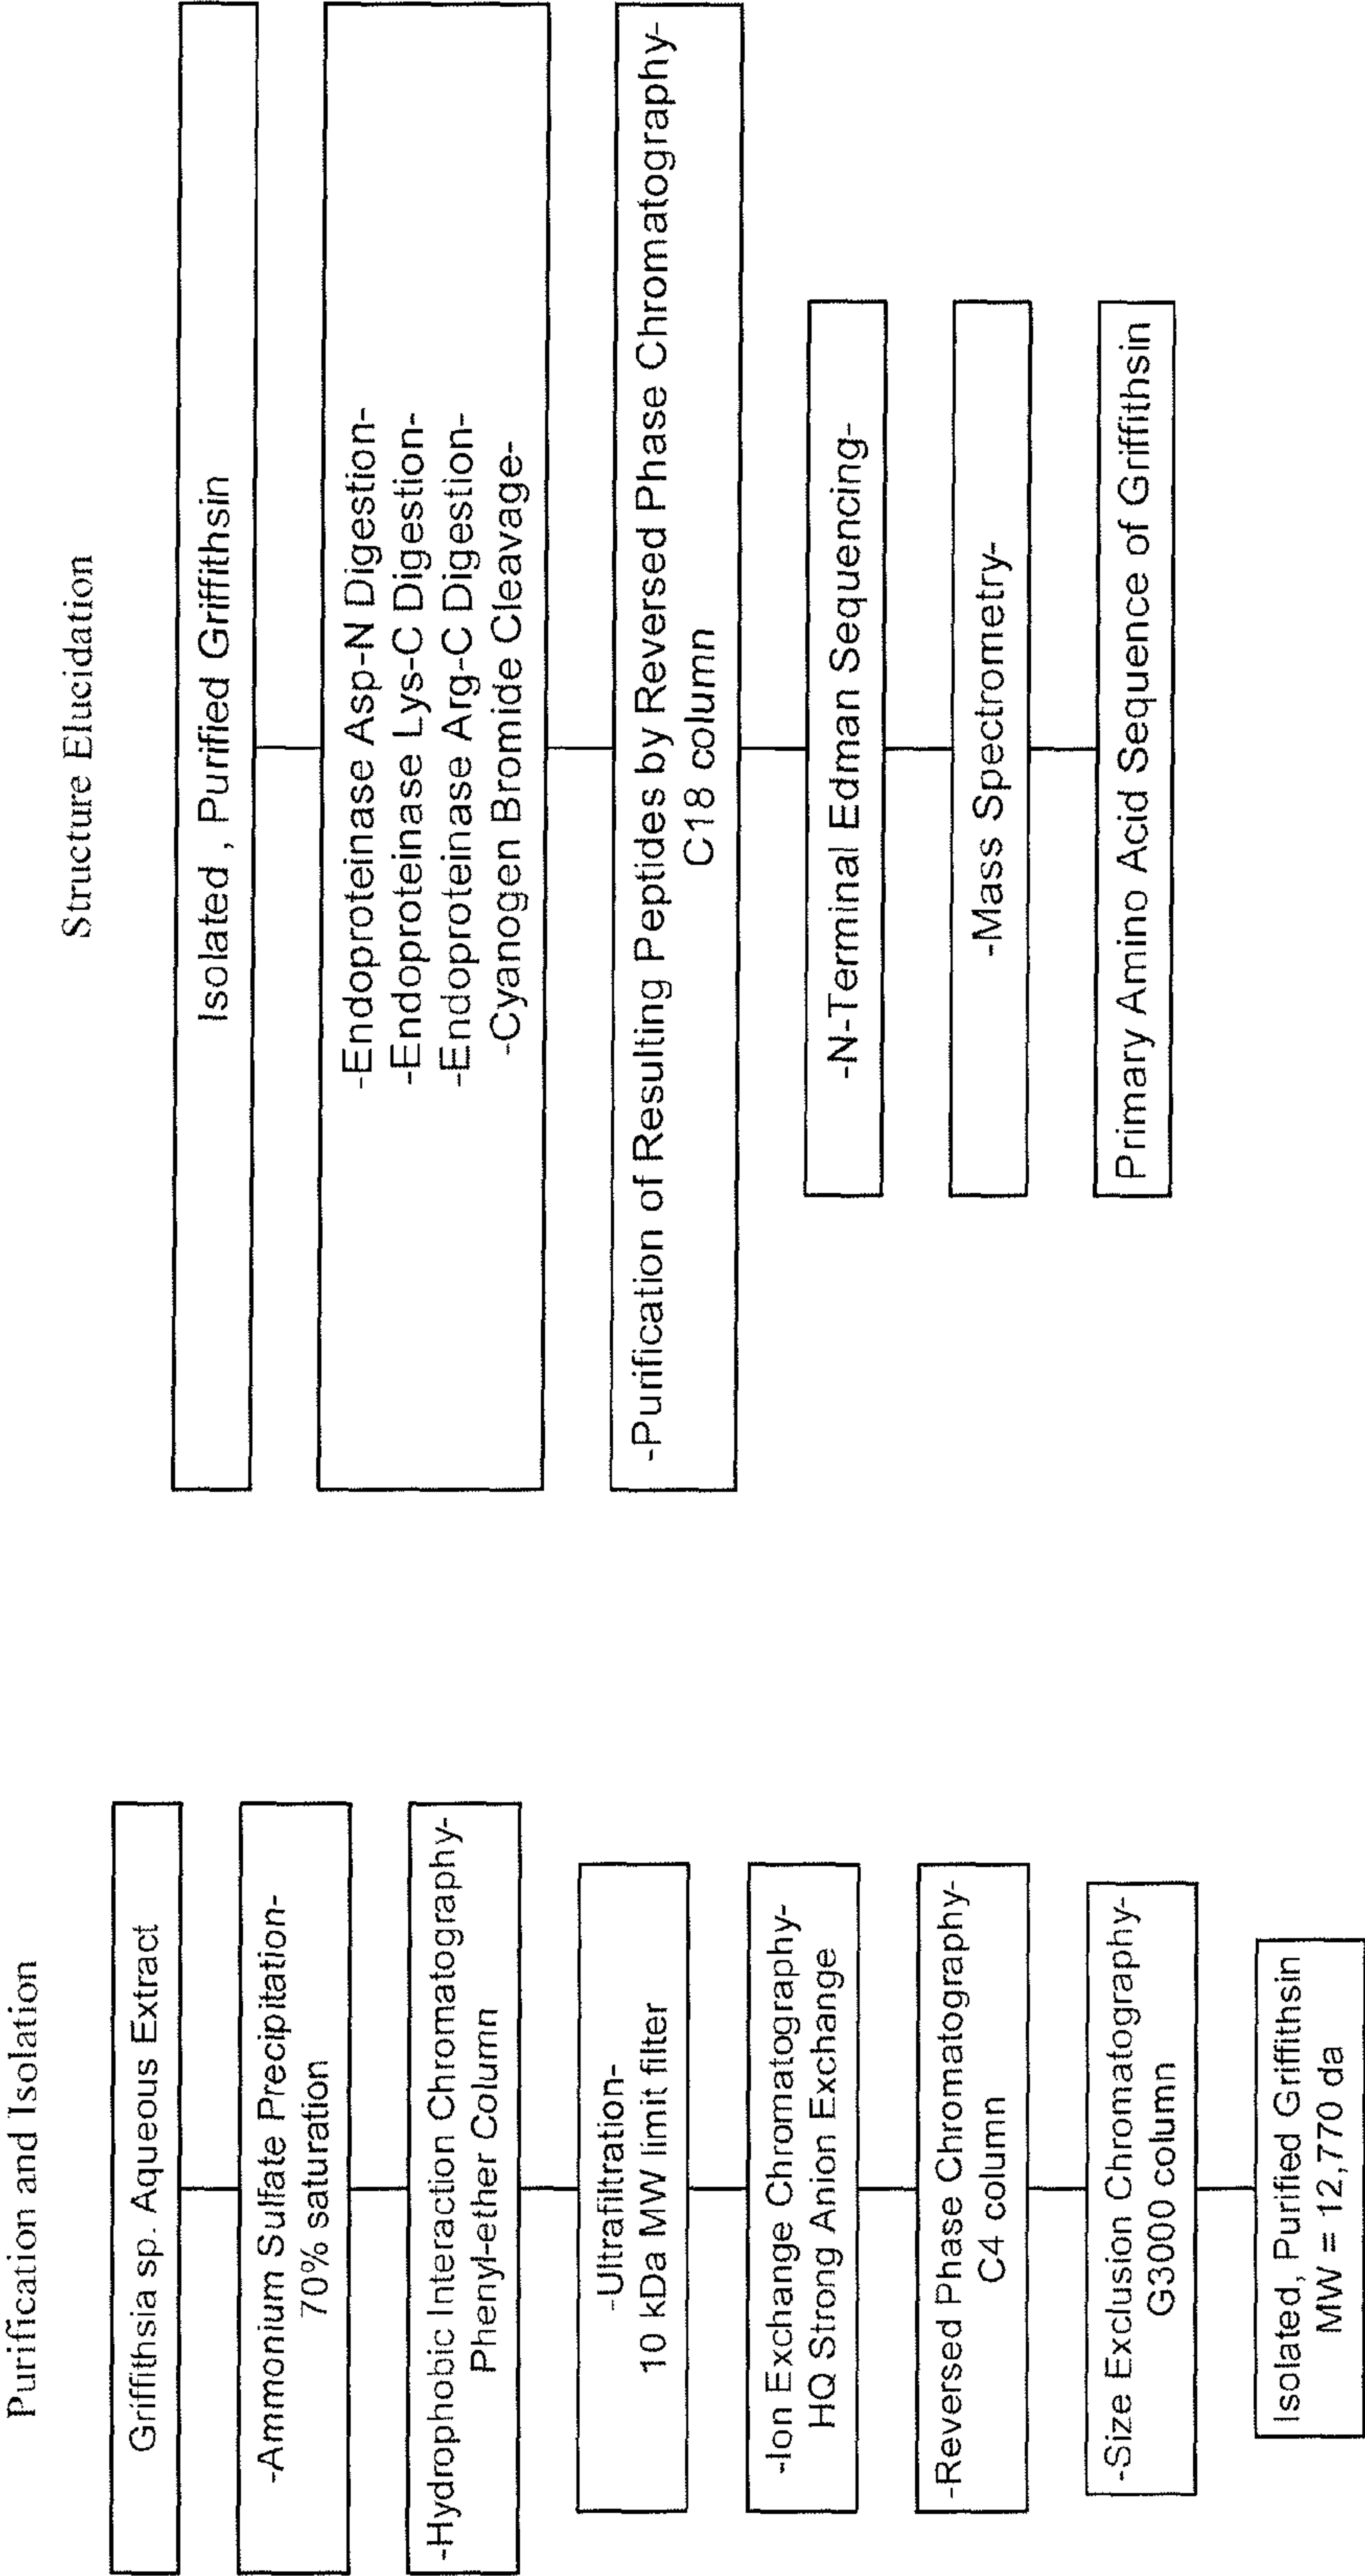 Purification and Isolation
Griffithsia sp. Aqueous Extract
-Ammonium Sulfate Precipitation-
70% saturation
-Hydrophobic Interaction Chromatography-
Phenyl-ether Column
-Ultrafiltration-
10 kDa MW limit filter
-Ion Exchange Chromatography-
HQ Strong Anion Exchange
-Reversed Phase Chromatography-
C4 column
-Size Exclusion Chromatography-
G3000 column
Isolated, Purified Griffithsin
MW = 12,770 da
Structure Elucidation
Isolated , Purified Griffithsin
-Endoproteinase Asp-N Digestion-
-Endoproteinase Lys-C Digestion-
-Endoproteinase Arg-C Digestion-
-Cyanogen Bromide Cleavage-
-Purification of Resulting Peptides by Reversed Phase Chromatography-
C18 column
-N-Terminal Edman Sequencing-
-Mass Spectrometry-
Primary Amino Acid Sequence of Griffithsin